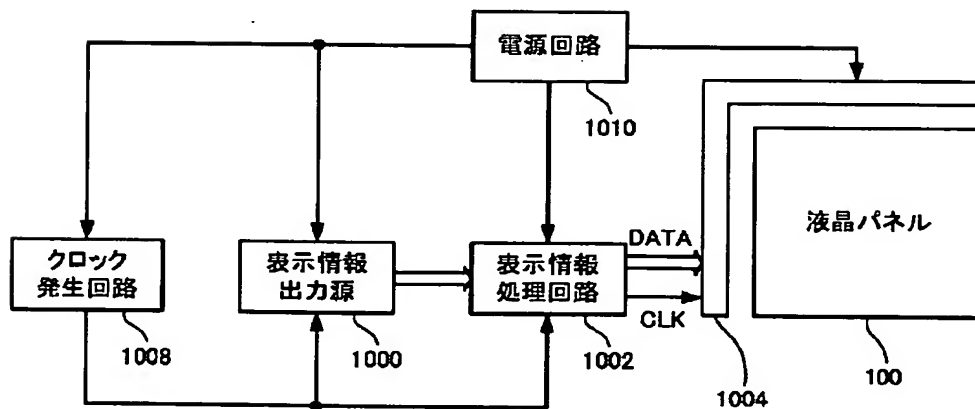 電源回路
1010
クロック
発生回路
1008
表示情報
出力源
1000
表示情報
処理回路
1002
DATA
CLK
1004
液晶パネル
100